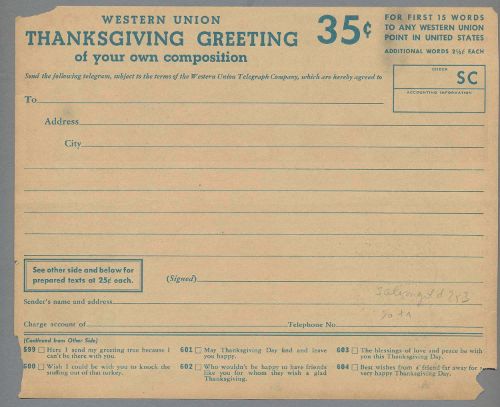 WESTERN UNION
THANKSGIVING GREETING
of your own composition
35¢
FOR FIRST 15 WORDS
TO ANY WESTERN UNION
POINT IN UNITED STATES
ADDITIONAL WORDS 2½¢ EACH
Send the following telegram, subject to the terms of the Western Union Telegraph Company, which are hereby agreed to
CHECK
SC
ACCOUNTING INFORMATION
To
Address
City
See other side and below for
prepared texts at 25¢ each.
(Signed)
Sender's name and address
Charge account of
Telephone No.
(Continued from Other Side)
599 Here I send my greeting true because I
can't be there with you.
600 Wish I could be with you to knock the
stuffing out of that turkey.
601 May Thanksgiving Day find and leave
you happy.
602 Who wouldn't be happy to have friends
like you for whom they wish a glad
Thanksgiving.
603 The blessings of love and peace be with
you this Thanksgiving Day.
604 Best wishes from a friend far away for a
very happy Thanksgiving Day.